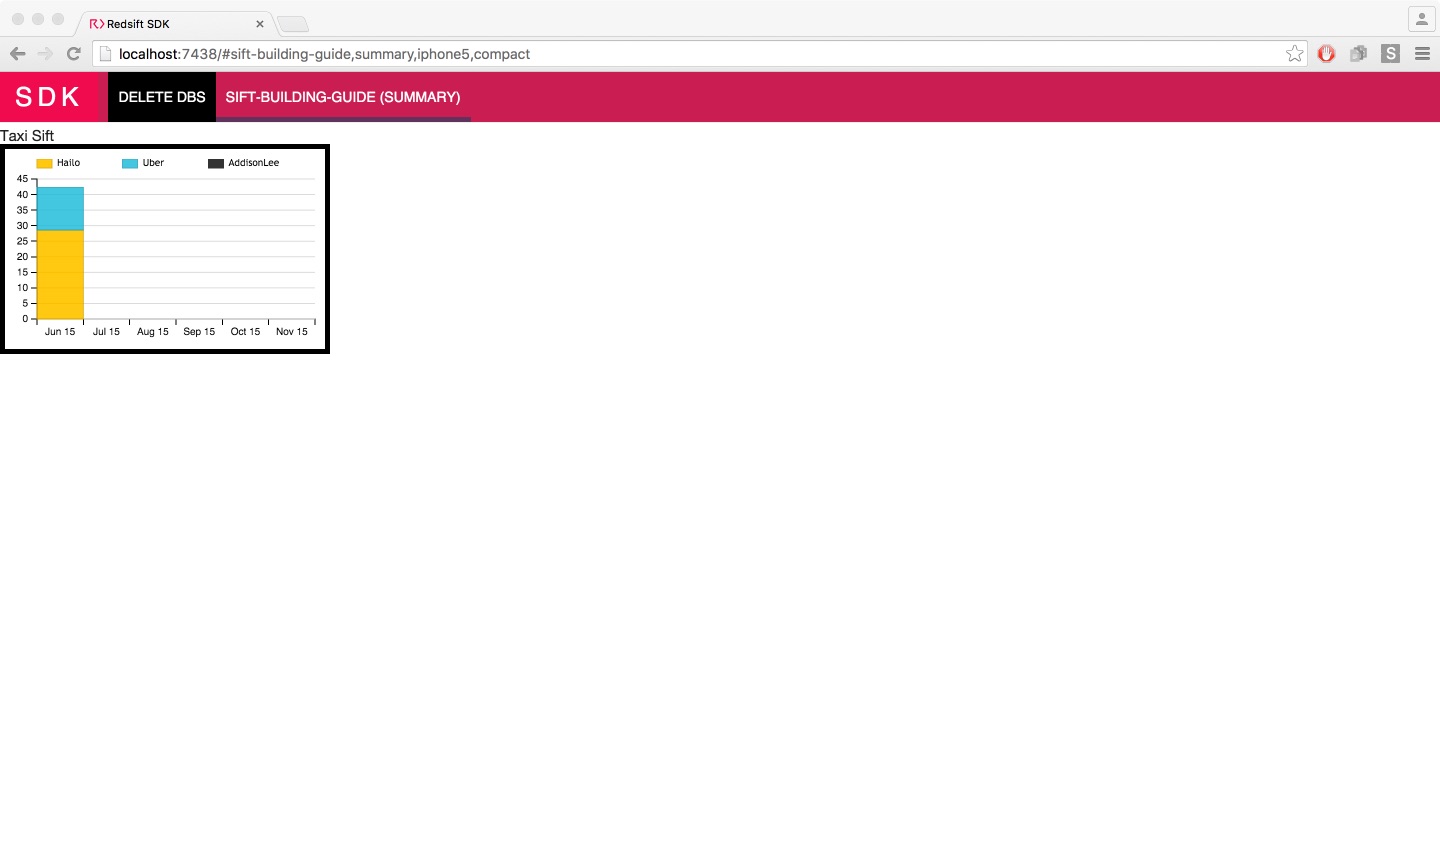 Redsift SDK
localhost:7438/#sift-building-guide,summary,iphone5,compact
S
SDK DELETE DBS SIFT-BUILDING-GUIDE (SUMMARY)
Taxi Sift
Hailo Uber AddisonLee
45
40
35
30
25
20
15
10
5
0
Jun 15 Jul 15 Aug 15 Sep 15 Oct 15 Nov 15